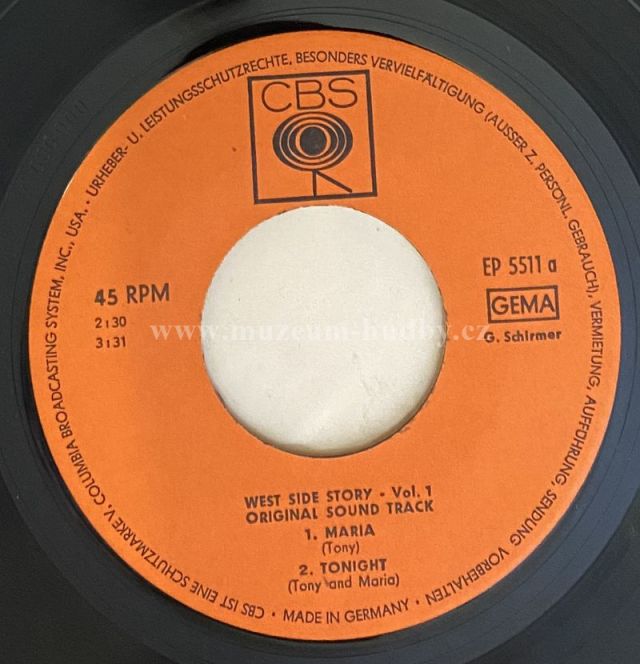 CBS IST EINE SCHUTZMARKE V. COLUMBIA BROADCASTING SYSTEM, INC., USA. • URHEBER- U. LEISTUNGSSCHUTZRECHTE, BESONDERS VERVIELFÄLTIGUNG (AUSSER Z. PERSÖNL. GEBRAUCH), VERMIETUNG, AUFFÜHRUNG, SENDUNG VORBEHALTEN • MADE IN GERMANY •
CBS
45 RPM
2:30
3:31
EP 5511 a
GEMA
G. Schirmer
www.muzeum-hudby.cz
WEST SIDE STORY - Vol. 1
ORIGINAL SOUND TRACK
1. MARIA
(Tony)
2. TONIGHT
(Tony and Maria)